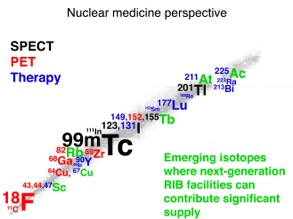 Nuclear medicine perspective
SPECT
PET
Therapy
225Ac
211At
223Ra
213Bi
201Tl
177Lu
149,152,155Tb
111In
123,131I
99mTc
82Rb
89Zr
68Ga
90Y
64Cu, 67Cu
43,44,47Sc
18F
11C
Emerging isotopes
where next-generation
RIB facilities can
contribute significant
supply